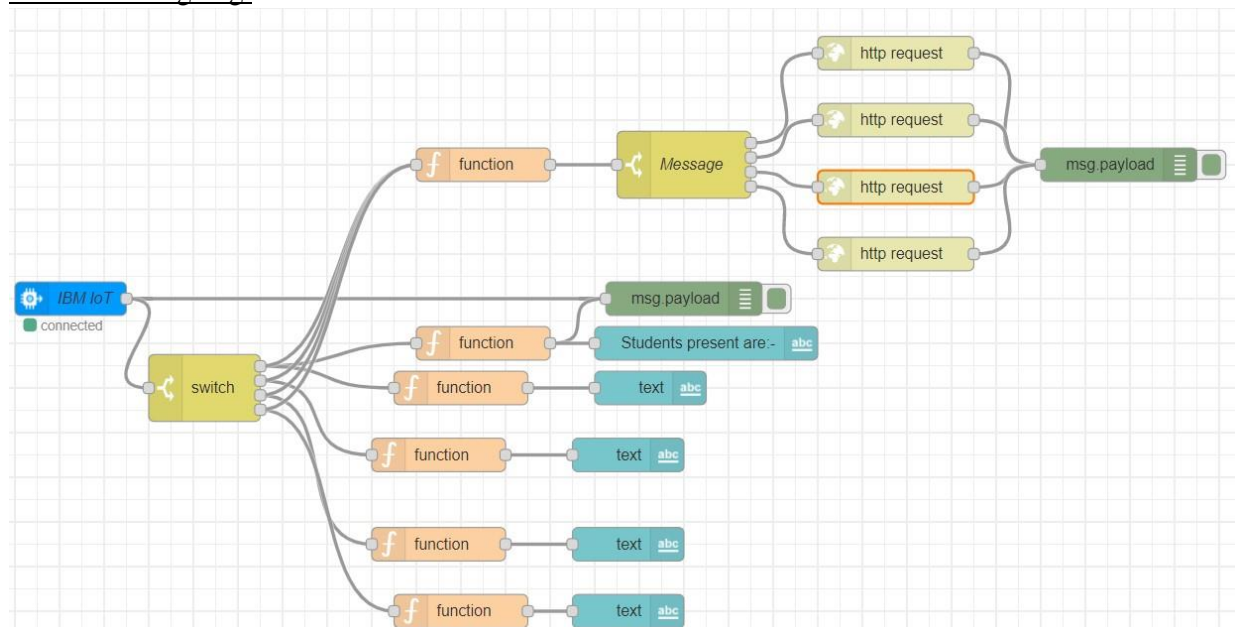 http request
http request
function
Message
msg.payload
http request
http request
IBM IoT
msg.payload
connected
function
Students present are:- abc
switch
function
text abc
function
text abc
function
text abc
function
text abc